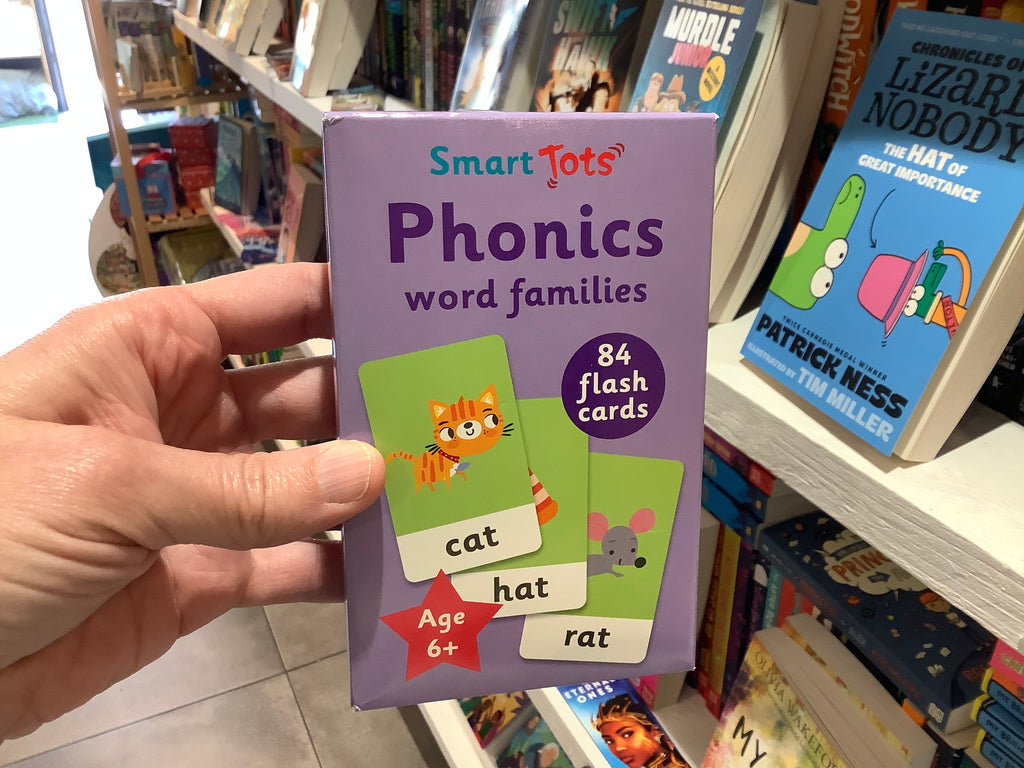 Smart Tots
Phonics
word families
84
flash
cards
cat
hat
rat
Age
6+
MURDLE
JUNIOR
CHRONICLES OF
LiZARD
NOBODY
THE HAT OF
GREAT IMPORTANCE
TWICE CARNEGIE MEDAL WINNER
PATRICK NESS
ILLUSTRATED BY TIM MILLER
ETERNAL
ONES
MY